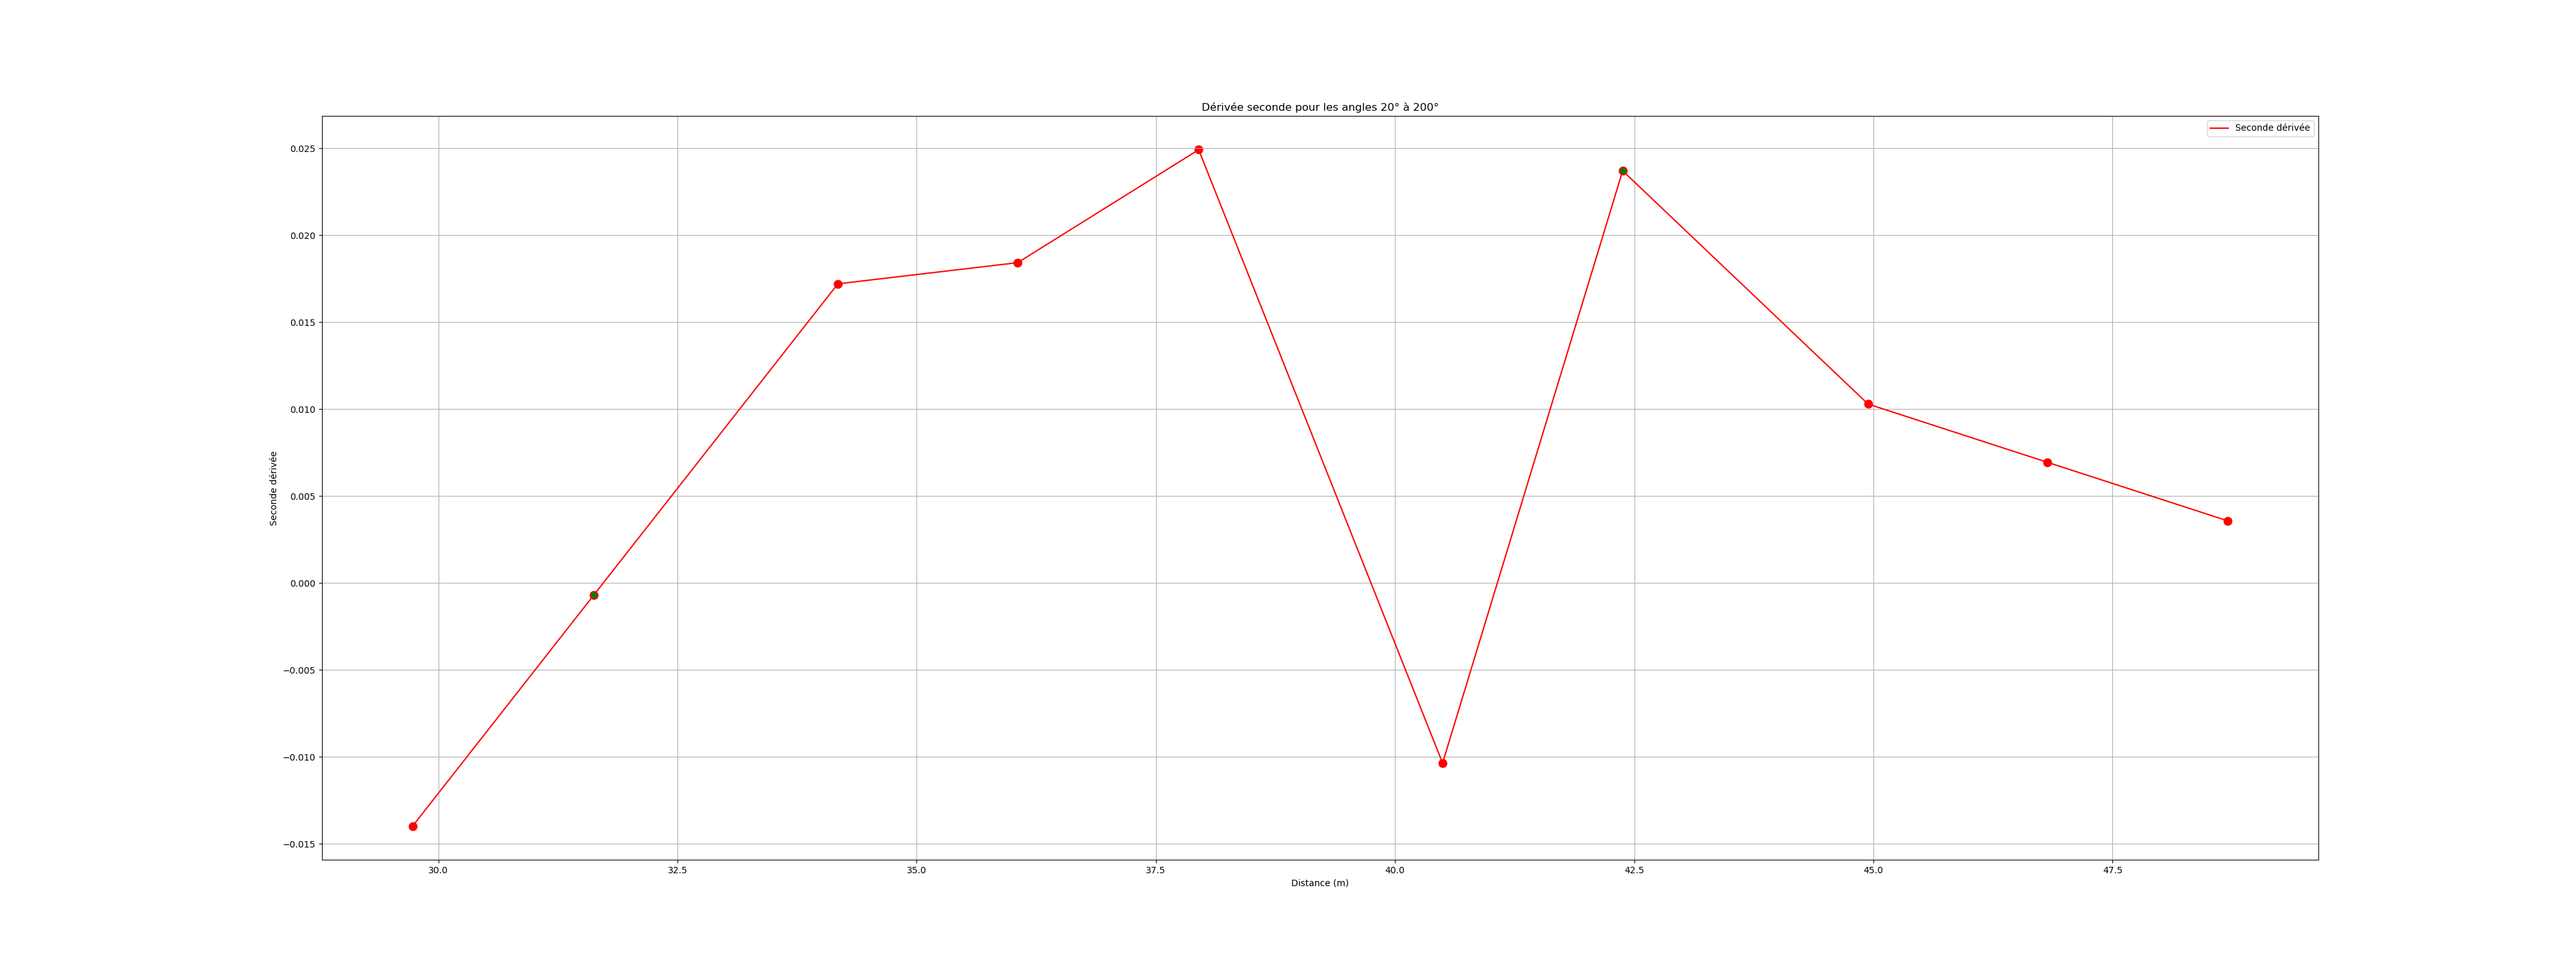 Dérivée seconde pour les angles 20° à 200°
Seconde dérivée
0.025
0.020
0.015
0.010
0.005
0.000
−0.005
−0.010
−0.015
Seconde dérivée
30.0 32.5 35.0 37.5 40.0 42.5 45.0 47.5
Distance (m)